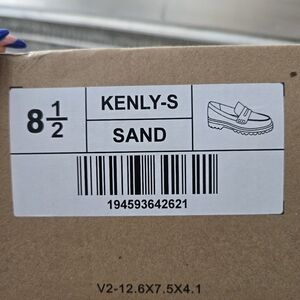 8 1/2
KENLY-S
SAND
194593642621
V2-12.6X7.5X4.1